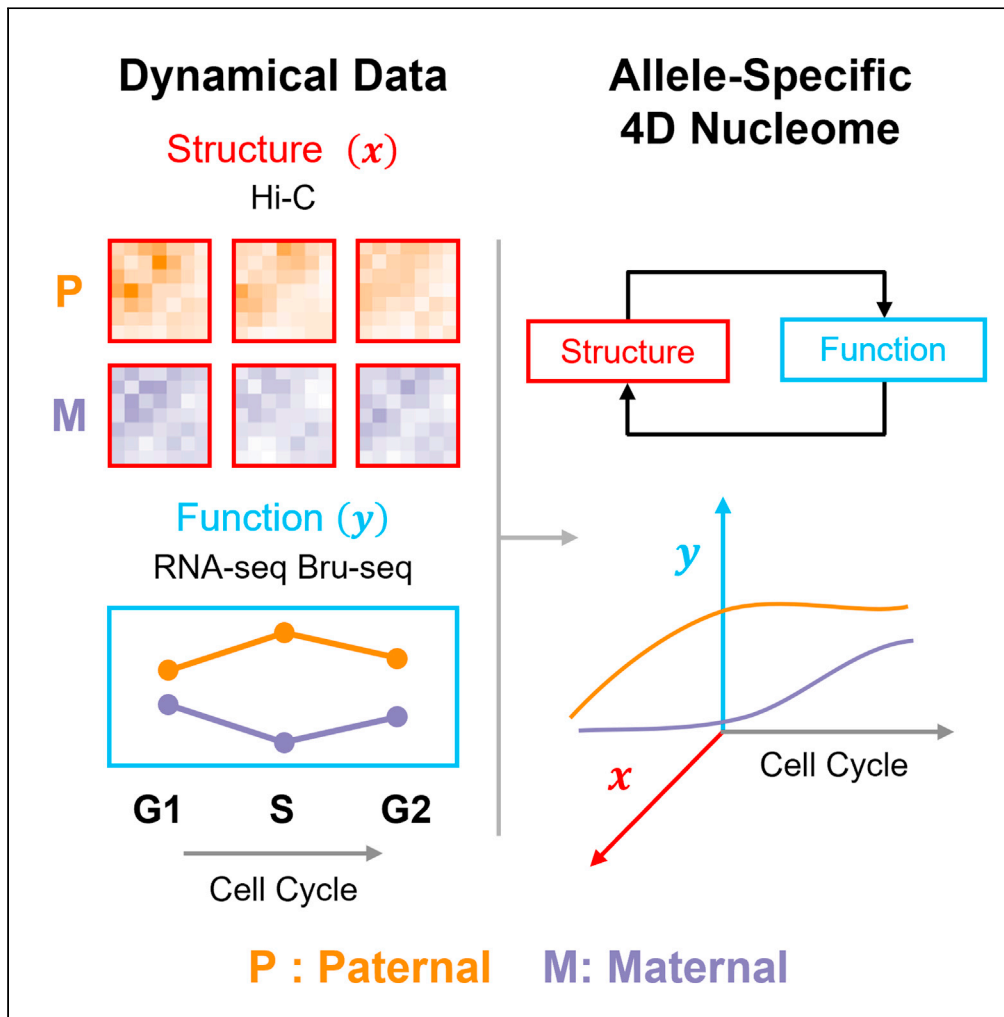 Dynamical Data
Structure (x)
Hi-C
P
M
Function (y)
RNA-seq Bru-seq
G1 S G2
Cell Cycle
Allele-Specific
4D Nucleome
Structure
Function
y
x
Cell Cycle
P : Paternal M: Maternal